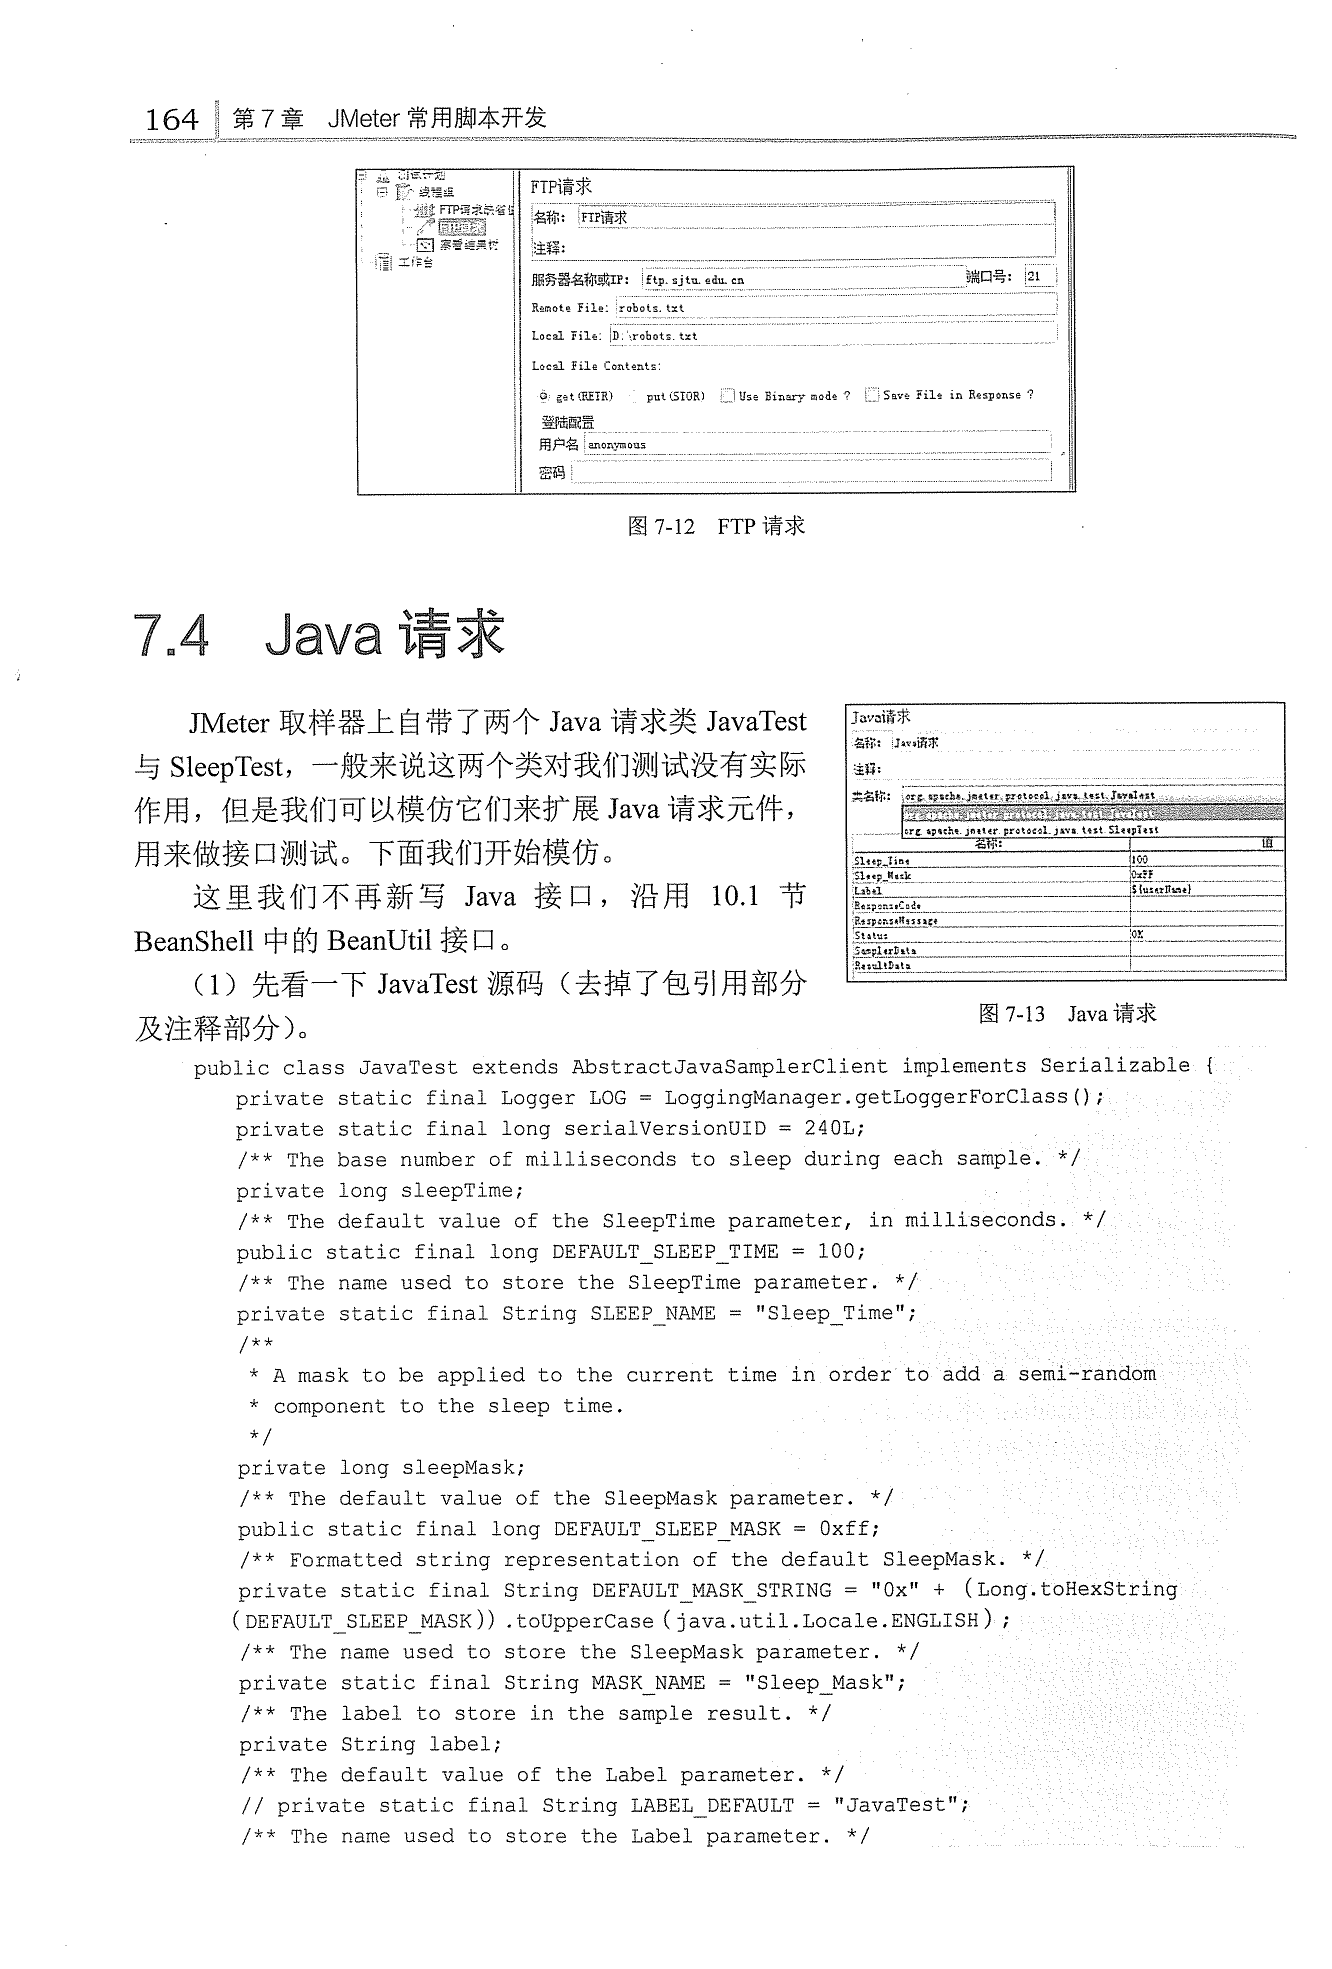 164 第7章 JMeter 常用脚本开发
测试计划
线程组
FTP请求缺省值
FTP请求
察看结果树
工作台
FTP请求
名称: FTP请求
注释:
服务器名称或IP: ftp.sjtu.edu.cn 端口号: 21
Remote File: robots.txt
Local File: D:\robots.txt
Local File Contents:
get(RETR) put(STOR) Use Binary mode ? Save File in Response ?
登陆配置
用户名 anonymous
密码
图 7-12 FTP 请求
7.4 Java 请求
JMeter 取样器上自带了两个 Java 请求类 JavaTest
与 SleepTest，一般来说这两个类对我们测试没有实际
作用，但是我们可以模仿它们来扩展 Java 请求元件，
用来做接口测试。下面我们开始模仿。
这里我们不再新写 Java 接口，沿用 10.1 节
BeanShell 中的 BeanUtil 接口。
（1）先看一下 JavaTest 源码（去掉了包引用部分
及注释部分）。
Java请求
名称: Java请求
注释:
类名称: org.apache.jmeter.protocol.java.test.JavaTest
org.apache.jmeter.protocol.java.test.SleepTest
名称: 值
Sleep_Time 100
Sleep_Mask 0xFF
Label ${userName}
ResponseCode
ResponseMessage
Status OK
SamplerData
ResultData
图 7-13 Java 请求
public class JavaTest extends AbstractJavaSamplerClient implements Serializable {
private static final Logger LOG = LoggingManager.getLoggerForClass();
private static final long serialVersionUID = 240L;
/** The base number of milliseconds to sleep during each sample. */
private long sleepTime;
/** The default value of the SleepTime parameter, in milliseconds. */
public static final long DEFAULT_SLEEP_TIME = 100;
/** The name used to store the SleepTime parameter. */
private static final String SLEEP_NAME = "Sleep_Time";
/**
* A mask to be applied to the current time in order to add a semi-random
* component to the sleep time.
*/
private long sleepMask;
/** The default value of the SleepMask parameter. */
public static final long DEFAULT_SLEEP_MASK = 0xff;
/** Formatted string representation of the default SleepMask. */
private static final String DEFAULT_MASK_STRING = "0x" + (Long.toHexString
(DEFAULT_SLEEP_MASK)).toUpperCase(java.util.Locale.ENGLISH);
/** The name used to store the SleepMask parameter. */
private static final String MASK_NAME = "Sleep_Mask";
/** The label to store in the sample result. */
private String label;
/** The default value of the Label parameter. */
// private static final String LABEL_DEFAULT = "JavaTest";
/** The name used to store the Label parameter. */